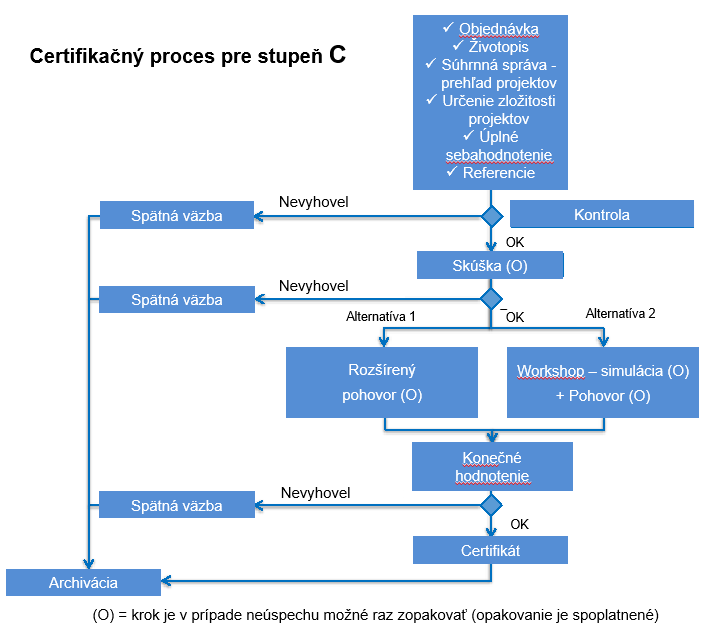 Certifikačný proces pre stupeň C
✓ Objednávka
✓ Životopis
✓ Súhrnná správa -
prehľad projektov
✓ Určenie zložitosti
projektov
✓ Úplné
sebahodnotenie
✓ Referencie
Nevyhovel
Spätná väzba
Kontrola
OK
Skúška (O)
Nevyhovel
Spätná väzba
OK
Alternatíva 1
Alternatíva 2
Rozšírený
pohovor (O)
Workshop – simulácia (O)
+ Pohovor (O)
Konečné
hodnotenie
Nevyhovel
Spätná väzba
OK
Certifikát
Archivácia
(O) = krok je v prípade neúspechu možné raz zopakovať (opakovanie je spoplatnené)